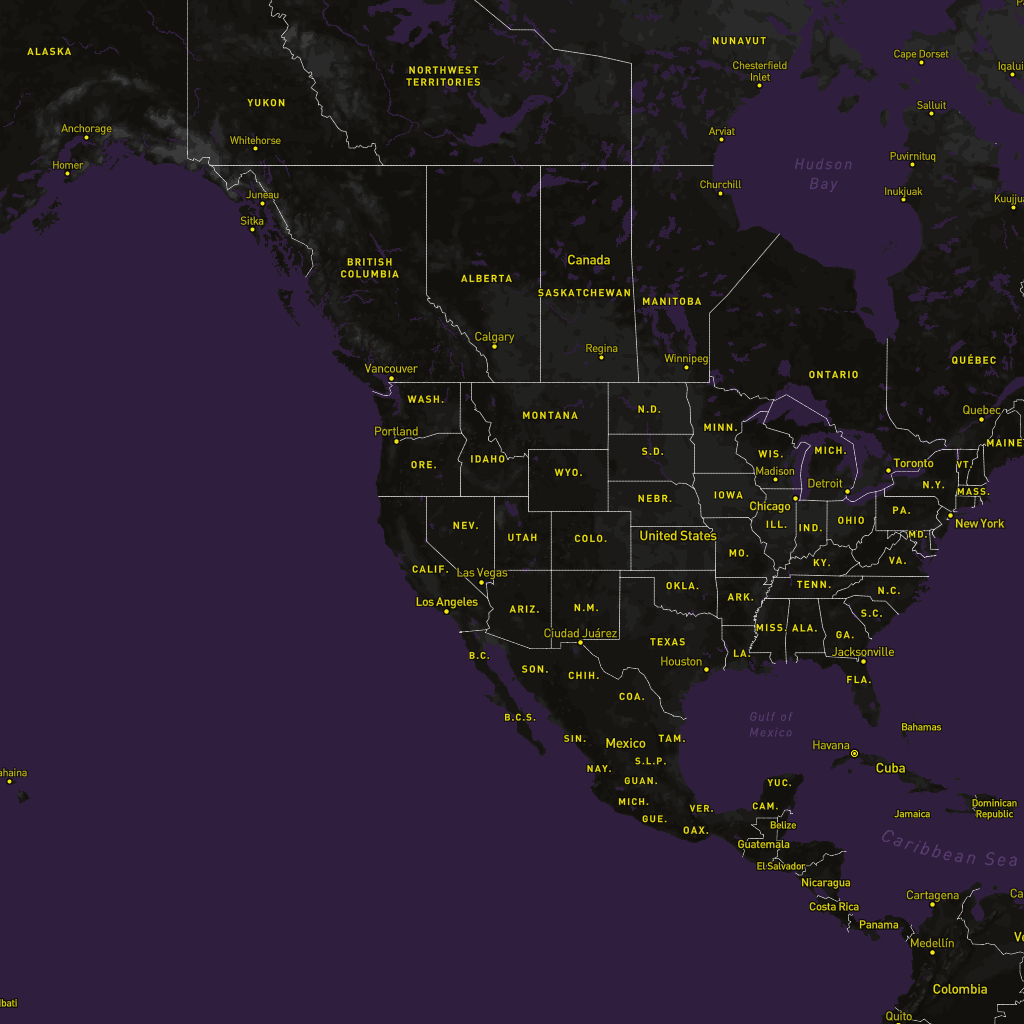 NUNAVUT
ALASKA
Cape Dorset
Chesterfield
Inlet
NORTHWEST
TERRITORIES
YUKON
Salluit
Anchorage
Arviat
Whitehorse
Puvirnituq
Homer
Hudson
Bay
Churchill
Inukjuak
Juneau
Sitka
BRITISH
COLUMBIA
Canada
ALBERTA
SASKATCHEWAN
MANITOBA
Calgary
Regina
Winnipeg
QUÉBEC
Vancouver
ONTARIO
WASH.
MONTANA
N.D.
Quebec
MINN.
Portland
MAINE
S.D.
MICH.
WIS.
IDAHO
ORE.
Toronto
VT.
WYO.
Madison
Detroit
N.Y.
MASS.
NEBR.
IOWA
Chicago
PA.
NEV.
ILL.
IND.
OHIO
New York
UTAH
COLO.
United States
MD.
MO.
KY.
VA.
CALIF.
Las Vegas
OKLA.
TENN.
N.C.
Los Angeles
ARIZ.
N.M.
ARK.
S.C.
MISS.
ALA.
GA.
Ciudad Juárez
TEXAS
B.C.
LA.
Jacksonville
SON.
CHIH.
Houston
FLA.
COA.
B.C.S.
Gulf of
Mexico
Bahamas
SIN.
Mexico
TAM.
Havana
S.L.P.
NAY.
Cuba
GUAN.
YUC.
MICH.
VER.
CAM.
Dominican
Republic
GUE.
Jamaica
OAX.
Belize
Guatemala
Caribbean Sea
El Salvador
Nicaragua
Cartagena
Costa Rica
Panama
Medellín
Colombia
Quito